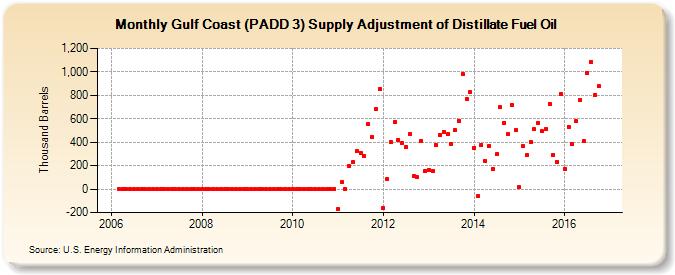 Monthly Gulf Coast (PADD 3) Supply Adjustment of Distillate Fuel Oil
Thousand Barrels
1,200
1,000
800
600
400
200
0
-200
2006 2008 2010 2012 2014 2016
Source: U.S. Energy Information Administration